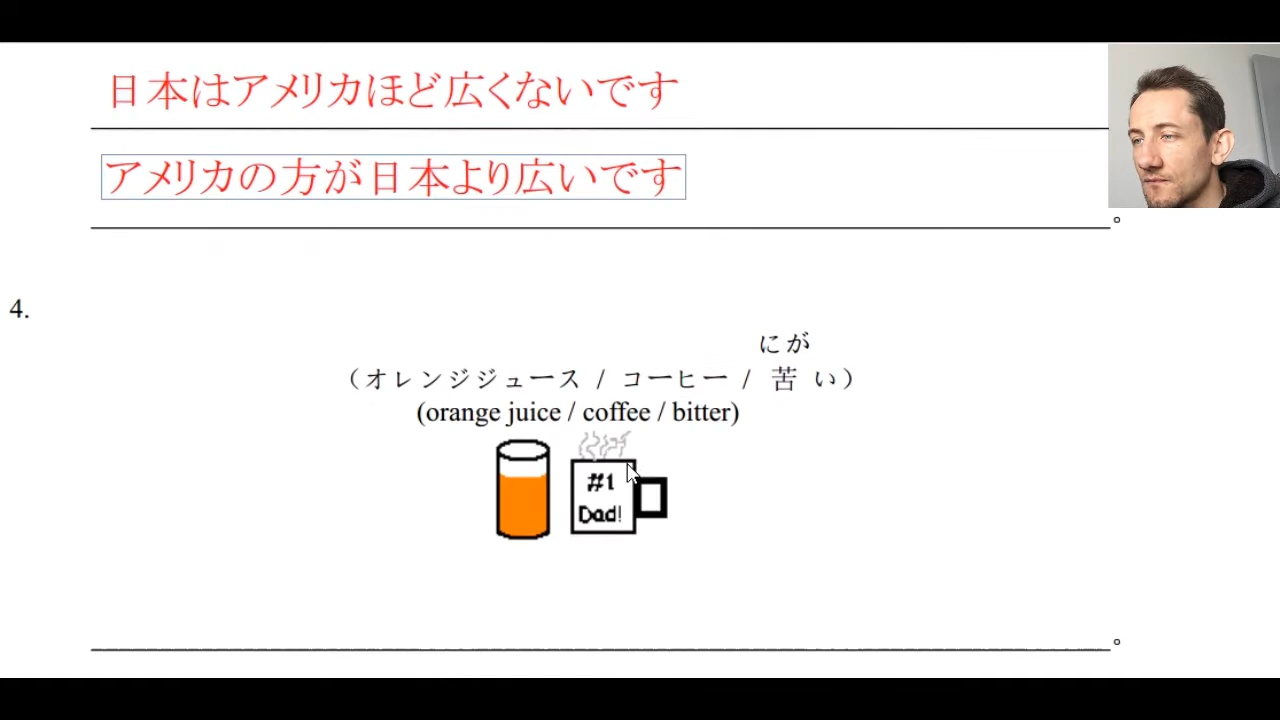 日本はアメリカほど広くないです
アメリカの方が日本より広いです
。
4.
にが
（オレンジジュース / コーヒー / 苦い）
(orange juice / coffee / bitter)
#1
Dad!
。